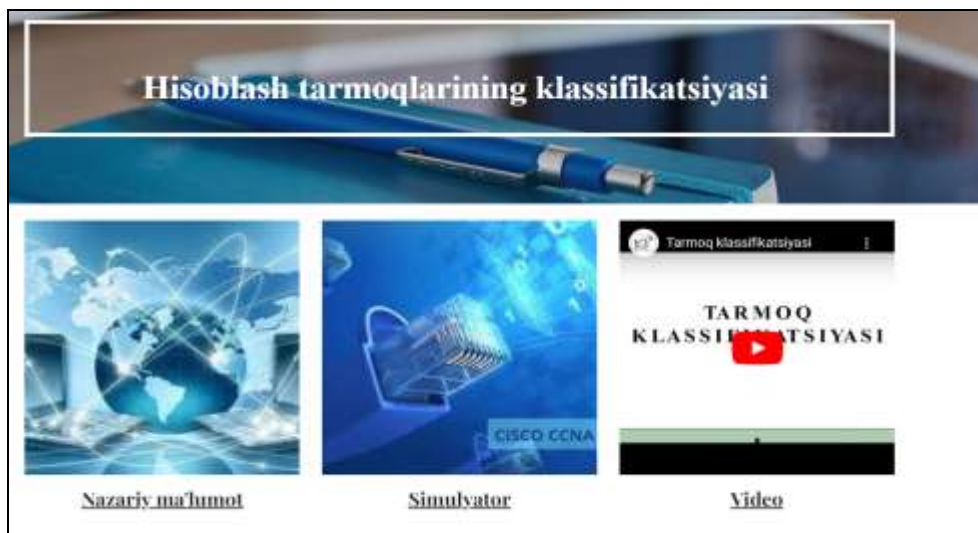 Hisoblash tarmoqlarining klassifikatsiyasi
Tarmoq klassifikatsiyasi
TARMOQ
CISCO CCNA
Nazariy ma'lumot
Simulyator
Video